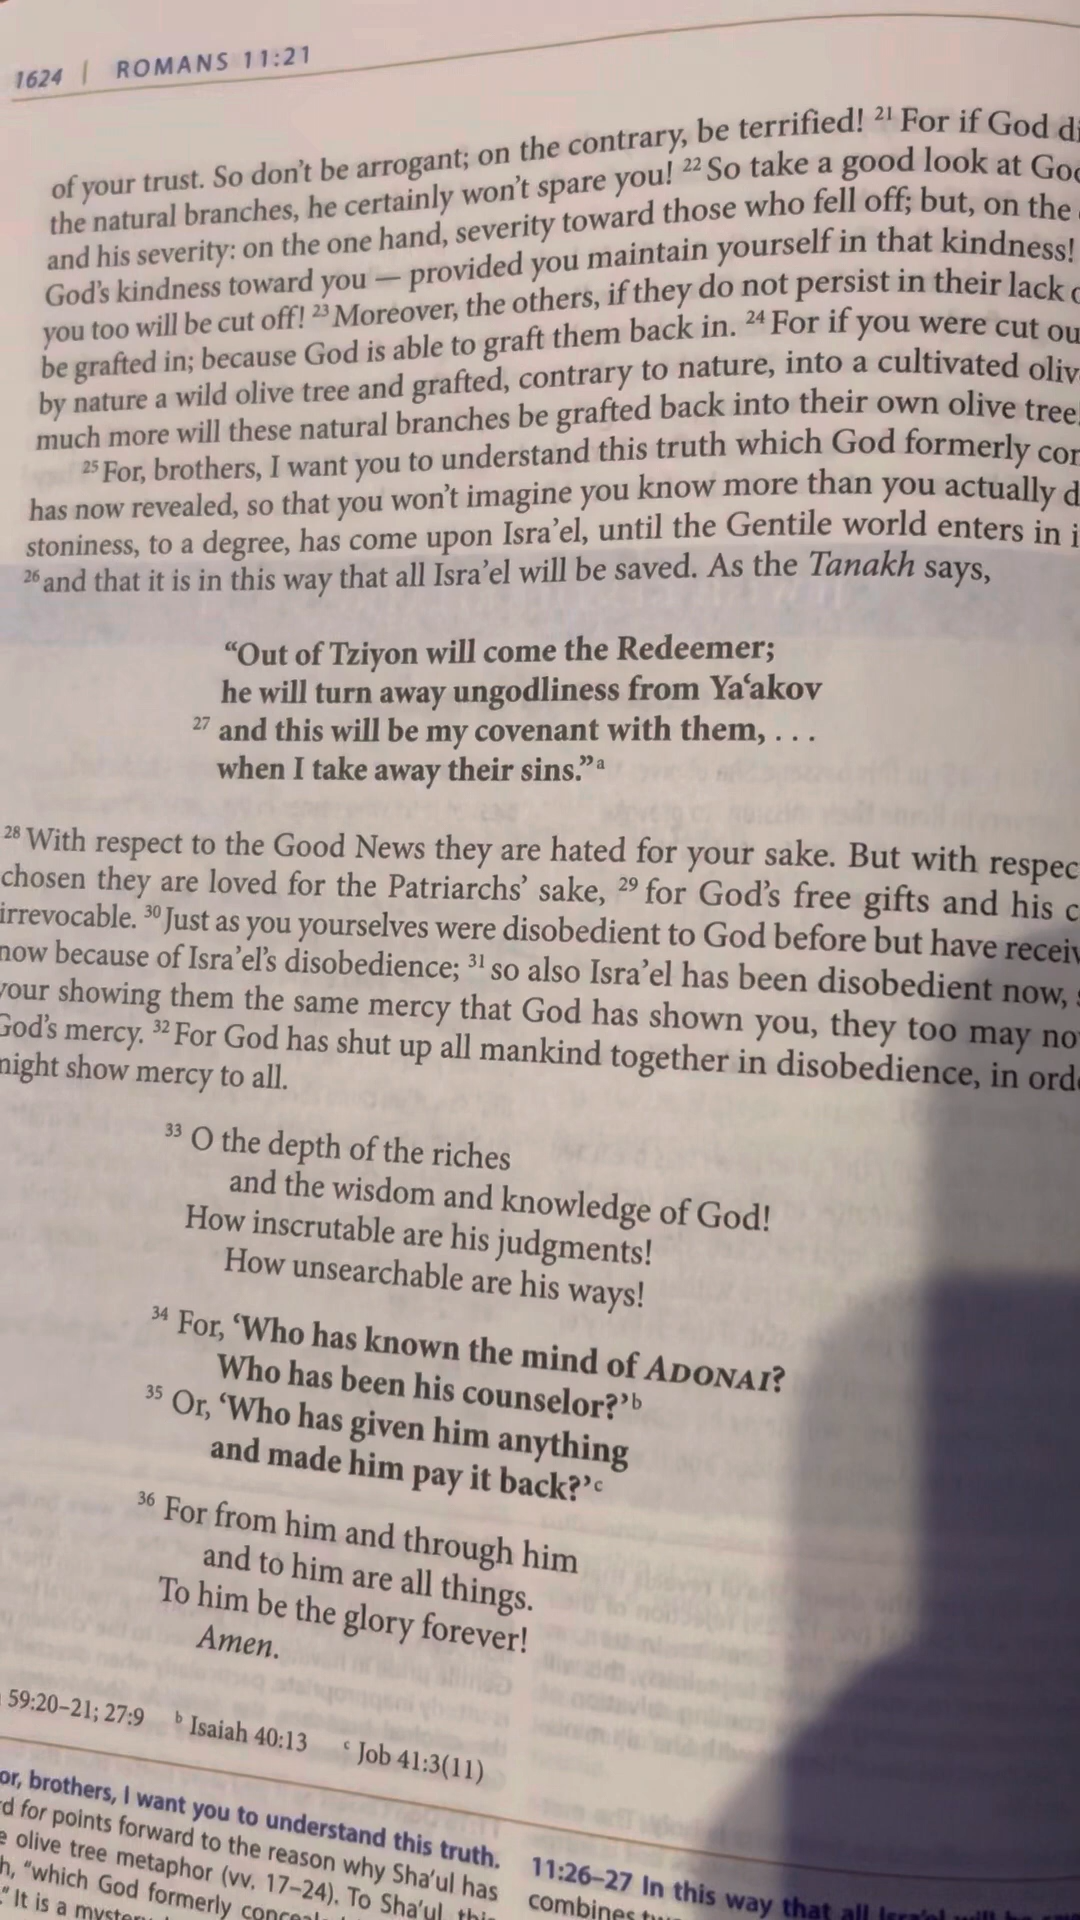 1624 | ROMANS 11:21
of your trust. So don't be arrogant; on the contrary, be terrified! 21 For if God
the natural branches, he certainly won't spare you! 22 So take a good look at
and his severity: on the one hand, severity toward those who fell off; but, on the
God's kindness toward you — provided you maintain yourself in that kindness!
you too will be cut off! 23 Moreover, the others, if they do not persist in their lack
be grafted in; because God is able to graft them back in. 24 For if you were cut
by nature a wild olive tree and grafted, contrary to nature, into a cultivated
much more will these natural branches be grafted back into their own olive tree
25 For, brothers, I want you to understand this truth which God formerly
has now revealed, so that you won't imagine you know more than you actually
stoniness, to a degree, has come upon Isra'el, until the Gentile world enters in
26 and that it is in this way that all Isra'el will be saved. As the Tanakh says,
"Out of Tziyon will come the Redeemer;
he will turn away ungodliness from Ya'akov
27 and this will be my covenant with them, . . .
when I take away their sins."a
28 With respect to the Good News they are hated for your sake. But with
chosen they are loved for the Patriarchs' sake, 29 for God's free gifts and his
irrevocable. 30 Just as you yourselves were disobedient to God before but have
now because of Isra'el's disobedience; 31 so also Isra'el has been disobedient now,
your showing them the same mercy that God has shown you, they too may
God's mercy. 32 For God has shut up all mankind together in disobedience, in
might show mercy to all.
33 O the depth of the riches
and the wisdom and knowledge of God!
How inscrutable are his judgments!
How unsearchable are his ways!
34 For, 'Who has known the mind of ADONAI?
Who has been his counselor?'b
35 Or, 'Who has given him anything
and made him pay it back?'c
36 For from him and through him
and to him are all things.
To him be the glory forever!
Amen.
59:20–21; 27:9 b Isaiah 40:13 c Job 41:3(11)
brothers, I want you to understand this truth.
for points forward to the reason why Sha'ul has
olive tree metaphor (vv. 17–24). To Sha'ul, this
"which God formerly
It is a
11:26–27 In this way that all Isra'el will be
combines